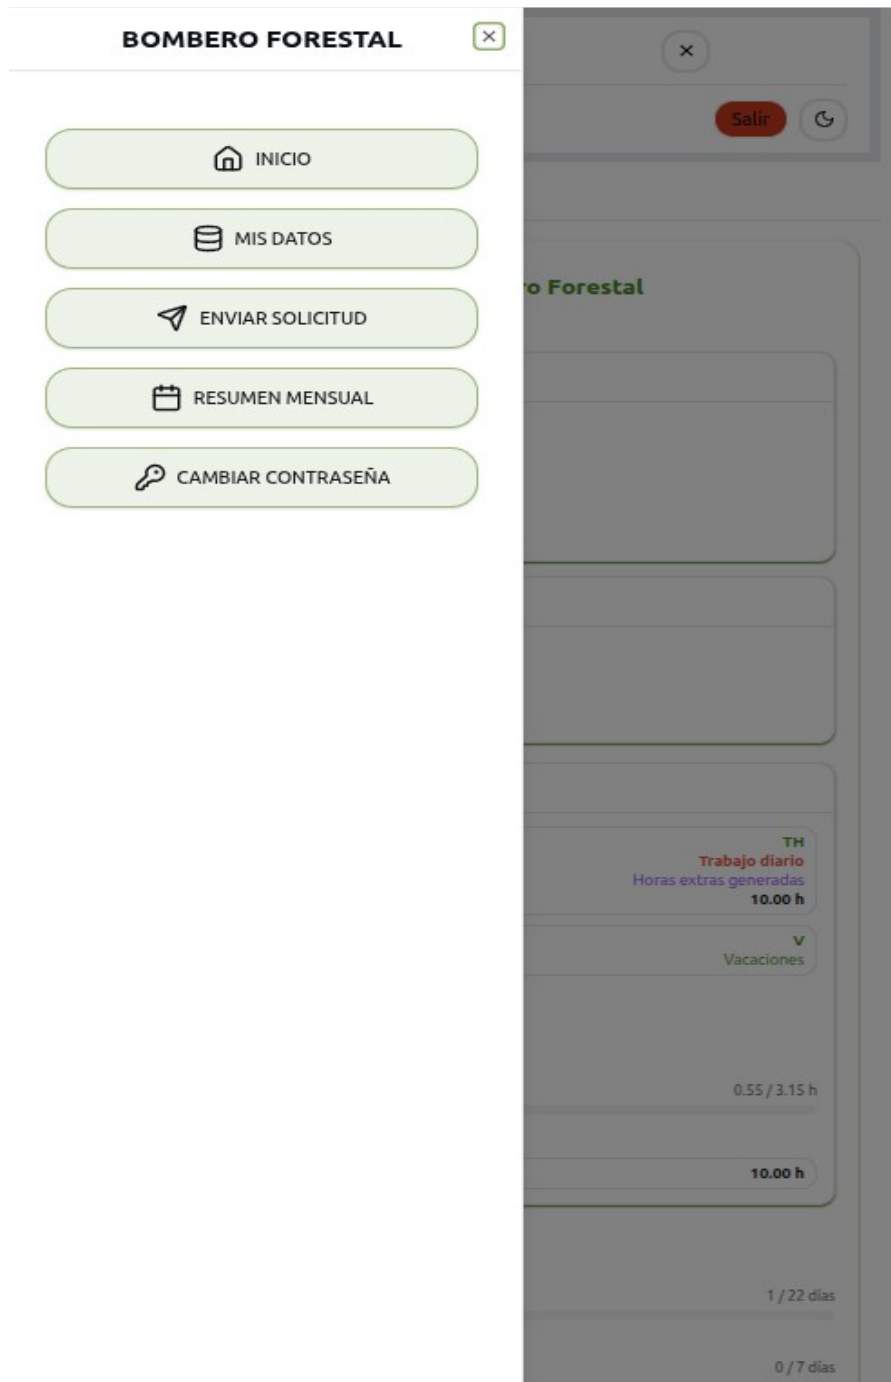 BOMBERO FORESTAL
INICIO
MIS DATOS
ENVIAR SOLICITUD
RESUMEN MENSUAL
CAMBIAR CONTRASEÑA
Salir
Forestal
TH
Trabajo diario
Horas extras generadas
10.00 h
V
Vacaciones
0.55 / 3.15 h
10.00 h
1 / 22 días
0 / 7 días